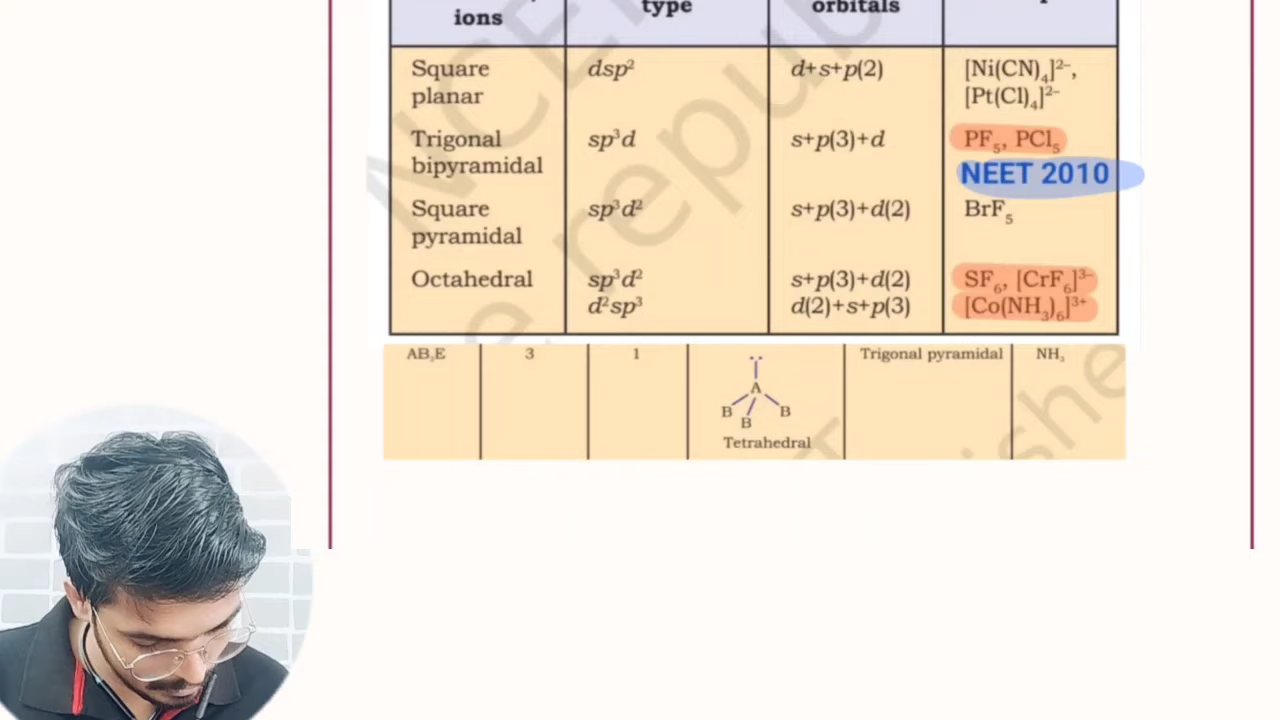 ions type orbitals
Square planar dsp² d+s+p(2) [Ni(CN)₄]²⁻, [Pt(Cl)₄]²⁻
Trigonal bipyramidal sp³d s+p(3)+d PF₅, PCl₅
NEET 2010
Square pyramidal sp³d² s+p(3)+d(2) BrF₅
Octahedral sp³d² s+p(3)+d(2) SF₆, [CrF₆]³⁻
d²sp³ d(2)+s+p(3) [Co(NH₃)₆]³⁺
AB₃E 3 1 Trigonal pyramidal NH₃
A
B B
B
Tetrahedral